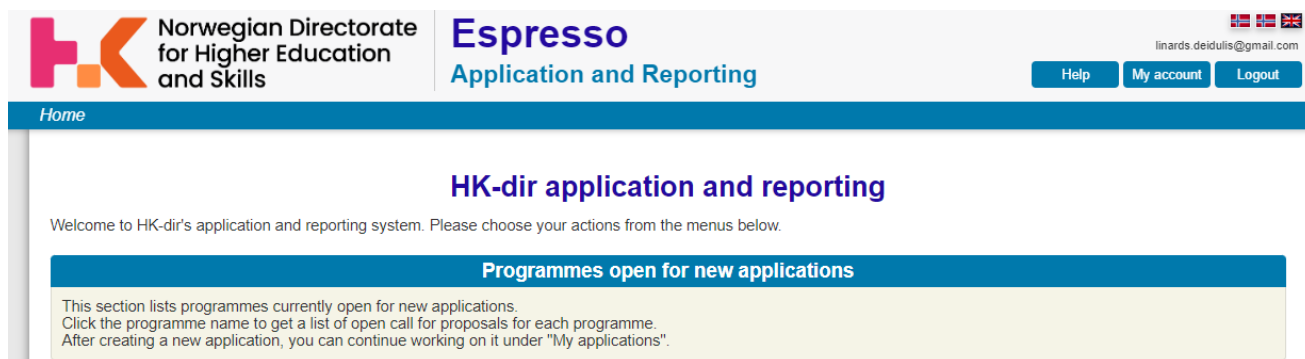 Norwegian Directorate
for Higher Education
and Skills
Espresso
Application and Reporting
linards.deidulis@gmail.com
Help
My account
Logout
Home
HK-dir application and reporting
Welcome to HK-dir's application and reporting system. Please choose your actions from the menus below.
Programmes open for new applications
This section lists programmes currently open for new applications.
Click the programme name to get a list of open call for proposals for each programme.
After creating a new application, you can continue working on it under "My applications".